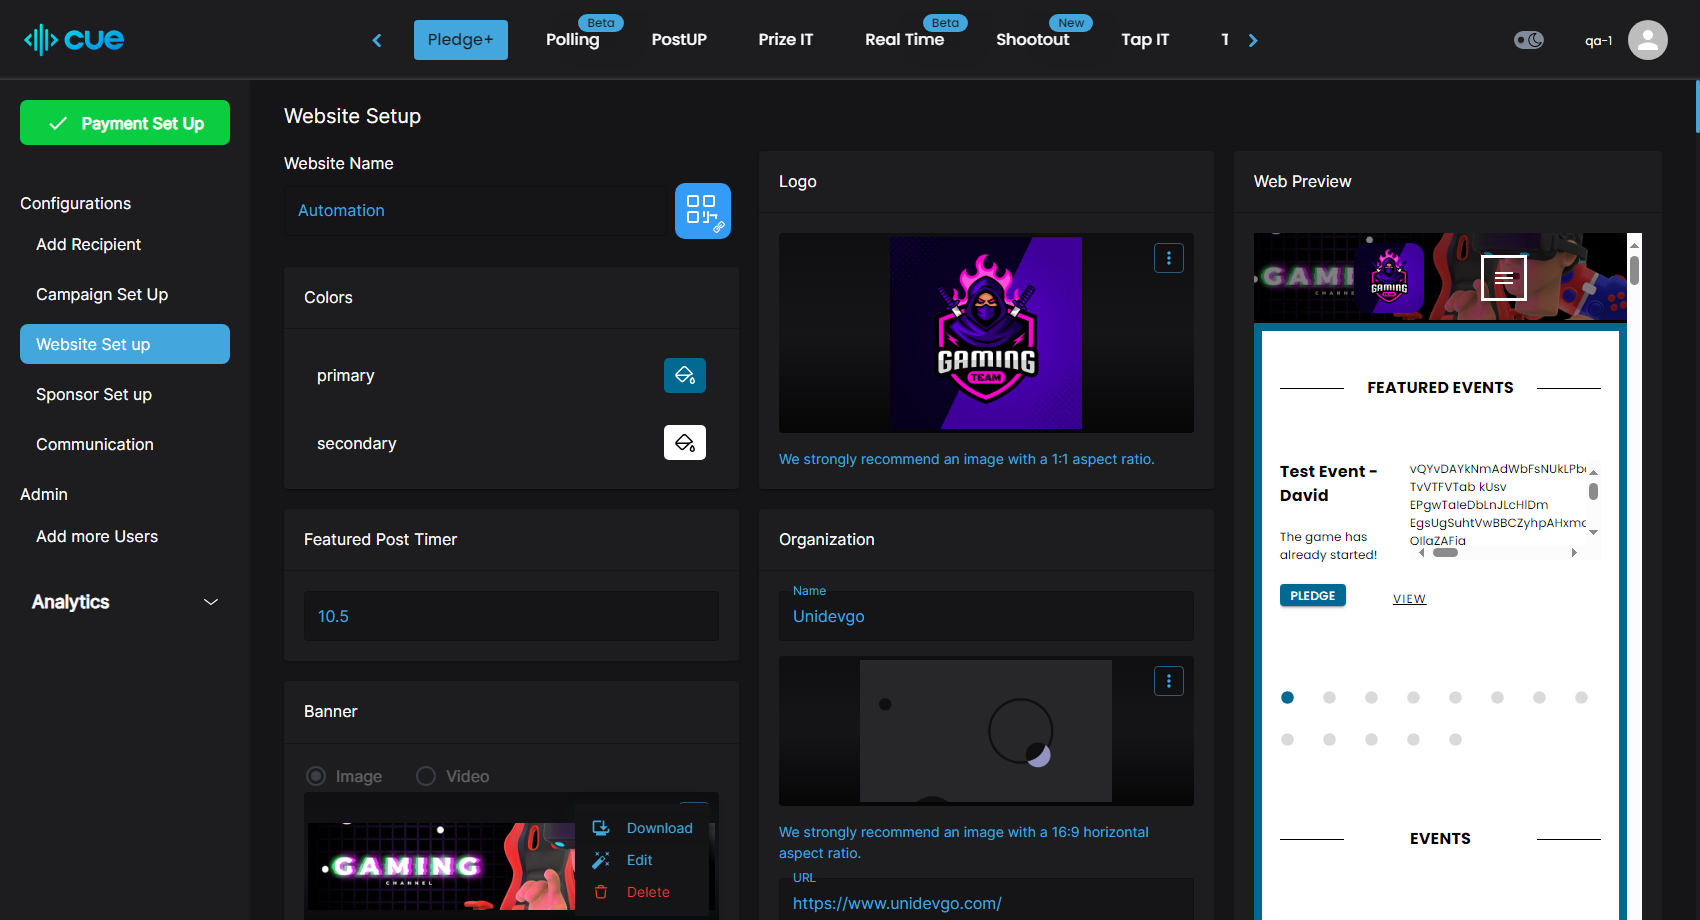 cue
Pledge+
Beta
Polling
PostUP
Prize IT
Beta
Real Time
New
Shootout
Tap IT
T
qa-1
Payment Set Up
Configurations
Add Recipient
Campaign Set Up
Website Set up
Sponsor Set up
Communication
Admin
Add more Users
Analytics
Website Setup
Website Name
Automation
Colors
primary
secondary
Featured Post Timer
10.5
Banner
Image
Video
GAMING
CHANNEL
Download
Edit
Delete
Logo
GAMING
TEAM
We strongly recommend an image with a 1:1 aspect ratio.
Organization
Name
Unidevgo
We strongly recommend an image with a 16:9 horizontal
aspect ratio.
URL
https://www.unidevgo.com/
Web Preview
GAMING
TEAM
FEATURED EVENTS
Test Event -
David
The game has
already started!
TvVTFVTab kUsv
PLEDGE
VIEW
EVENTS